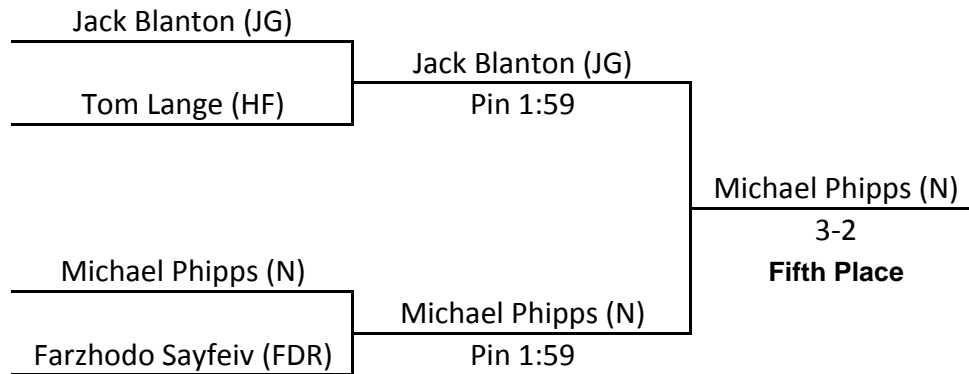 Jack Blanton (JG)
Jack Blanton (JG)
Tom Lange (HF)
Pin 1:59
Michael Phipps (N)
3-2
Michael Phipps (N)
Fifth Place
Michael Phipps (N)
Farzhodo Sayfeiv (FDR)
Pin 1:59